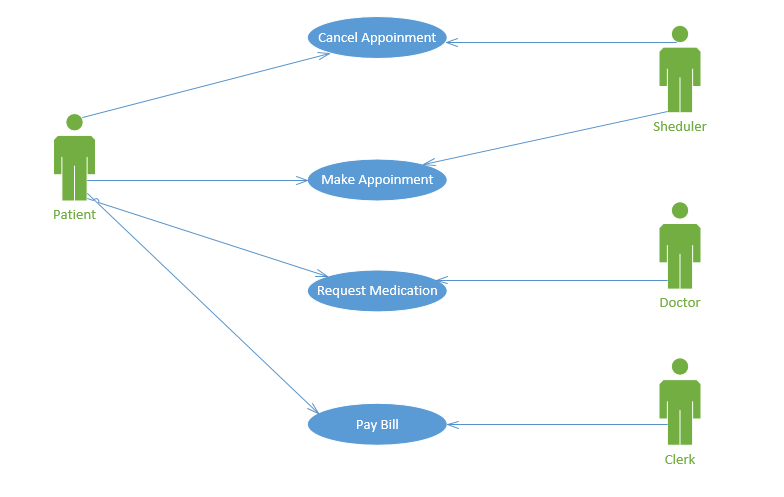 Cancel Appoinment
Sheduler
Make Appoinment
Patient
Request Medication
Doctor
Pay Bill
Clerk